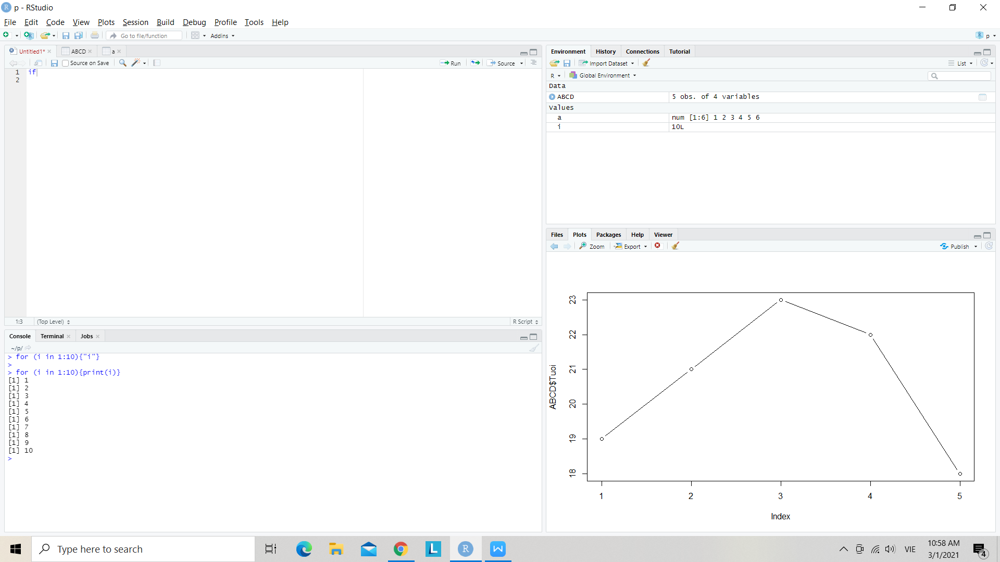 p - RStudio
File Edit Code View Plots Session Build Debug Profile Tools Help
Go to file/function Addins p
Untitled1* ABCD a
Source on Save Run Source
1 if
2
1:3 (Top Level) R Script
Console Terminal Jobs
~/p/
> for (i in 1:10){"i"}
>
> for (i in 1:10){print(i)}
[1] 1
[1] 2
[1] 3
[1] 4
[1] 5
[1] 6
[1] 7
[1] 8
[1] 9
[1] 10
>
Environment History Connections Tutorial
Import Dataset List
R Global Environment
Data
ABCD 5 obs. of 4 variables
Values
a num [1:6] 1 2 3 4 5 6
i 10L
Files Plots Packages Help Viewer
Zoom Export Publish
23
22
21
20
19
18
ABCD$Tuoi
1 2 3 4 5
Index
Type here to search
L R W
VIE
10:58 AM
3/1/2021
4